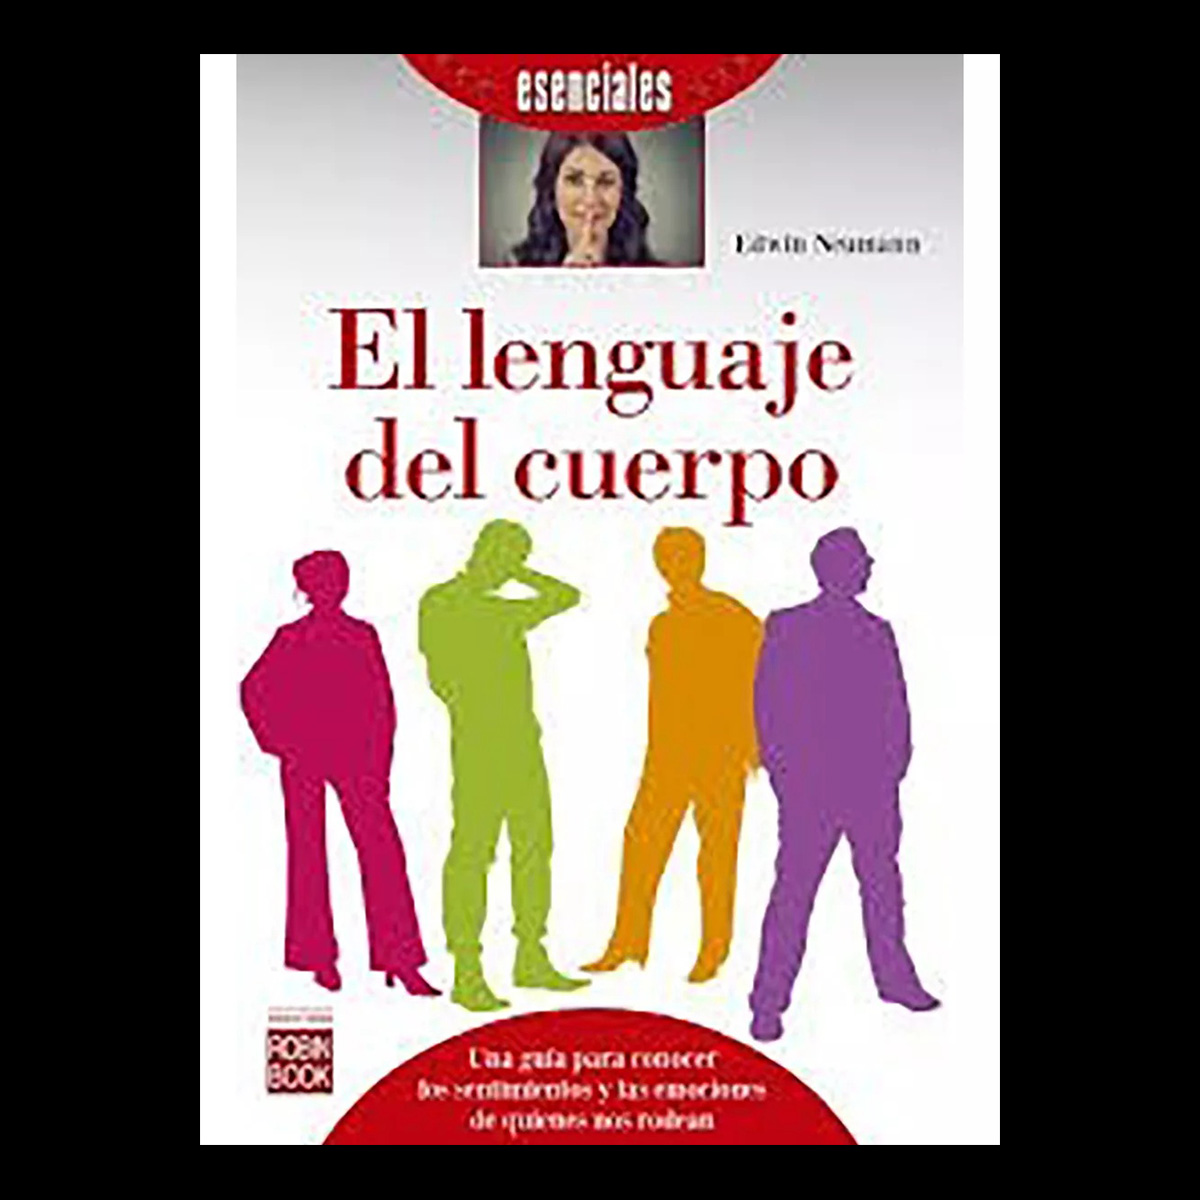 esenciales
Edwin Neumann
El lenguaje
del cuerpo
ROBIN
BOOK
Una guía para conocer
los sentimientos y las emociones
de quienes nos rodean